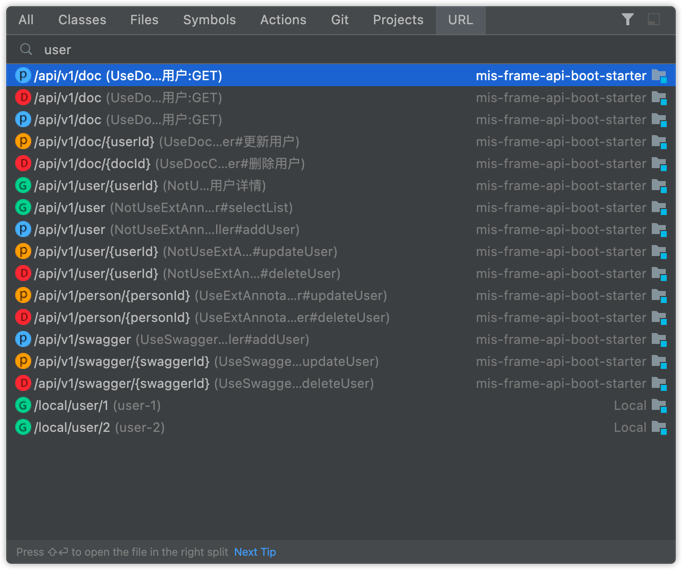 All Classes Files Symbols Actions Git Projects URL
user
P /api/v1/doc (UseDo...用户:GET) mis-frame-api-boot-starter
D /api/v1/doc (UseDo...用户:GET) mis-frame-api-boot-starter
P /api/v1/doc (UseDo...用户:GET) mis-frame-api-boot-starter
P /api/v1/doc/{userId} (UseDoc...er#更新用户) mis-frame-api-boot-starter
D /api/v1/doc/{docId} (UseDocC...er#删除用户) mis-frame-api-boot-starter
G /api/v1/user/{userId} (NotU...用户详情) mis-frame-api-boot-starter
G /api/v1/user (NotUseExtAnn...r#selectList) mis-frame-api-boot-starter
P /api/v1/user (NotUseExtAnn...ller#addUser) mis-frame-api-boot-starter
P /api/v1/user/{userId} (NotUseExtA...#updateUser) mis-frame-api-boot-starter
D /api/v1/user/{userId} (NotUseExtAn...#deleteUser) mis-frame-api-boot-starter
P /api/v1/person/{personId} (UseExtAnnota...r#updateUser) mis-frame-api-boot-starter
D /api/v1/person/{personId} (UseExtAnnota...er#deleteUser) mis-frame-api-boot-starter
P /api/v1/swagger (UseSwagger...ler#addUser) mis-frame-api-boot-starter
P /api/v1/swagger/{swaggerId} (UseSwagge...updateUser) mis-frame-api-boot-starter
D /api/v1/swagger/{swaggerId} (UseSwagge...deleteUser) mis-frame-api-boot-starter
G /local/user/1 (user-1) Local
G /local/user/2 (user-2) Local
Press ⇧⏎ to open the file in the right split Next Tip